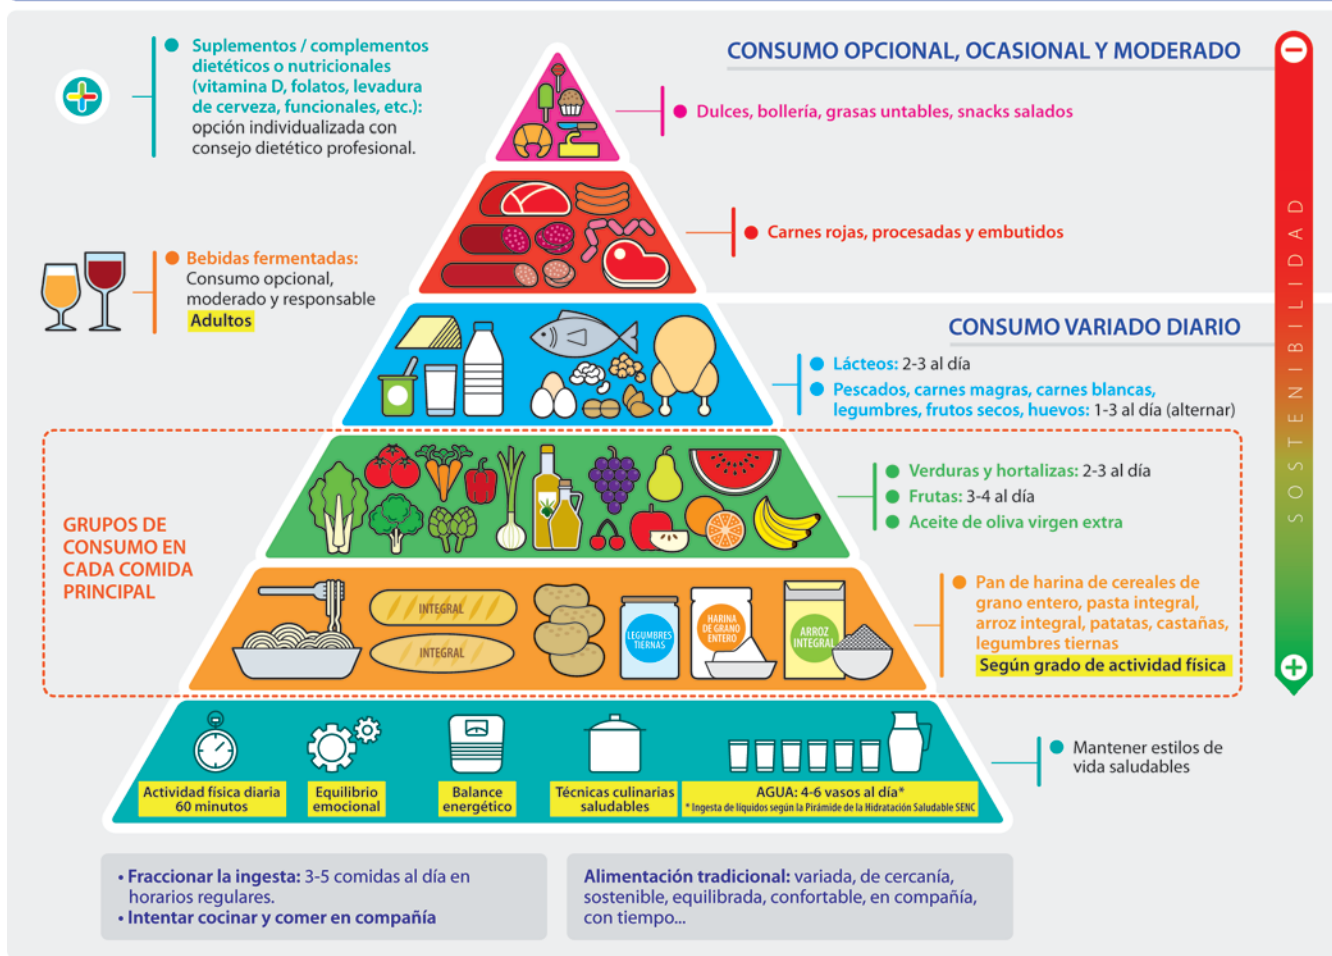 Suplementos / complementos
dietéticos o nutricionales
(vitamina D, folatos, levadura
de cerveza, funcionales, etc.):
opción individualizada con
consejo dietético profesional.
CONSUMO OPCIONAL, OCASIONAL Y MODERADO
Dulces, bollería, grasas untables, snacks salados
Carnes rojas, procesadas y embutidos
Bebidas fermentadas:
Consumo opcional,
moderado y responsable
Adultos
CONSUMO VARIADO DIARIO
Lácteos: 2-3 al día
Pescados, carnes magras, carnes blancas,
legumbres, frutos secos, huevos: 1-3 al día (alternar)
SOSTENIBILIDAD
GRUPOS DE
CONSUMO EN
CADA COMIDA
PRINCIPAL
Verduras y hortalizas: 2-3 al día
Frutas: 3-4 al día
Aceite de oliva virgen extra
INTEGRAL
INTEGRAL
LEGUMBRES
TIERNAS
HARINA
DE GRANO
ENTERO
ARROZ
INTEGRAL
Pan de harina de cereales de
grano entero, pasta integral,
arroz integral, patatas, castañas,
legumbres tiernas
Según grado de actividad física
Actividad física diaria
60 minutos
Equilibrio
emocional
Balance
energético
Técnicas culinarias
saludables
AGUA: 4-6 vasos al día*
* Ingesta de líquidos según la Pirámide de la Hidratación Saludable SENC
Mantener estilos de
vida saludables
• Fraccionar la ingesta: 3-5 comidas al día en
horarios regulares.
• Intentar cocinar y comer en compañía
Alimentación tradicional: variada, de cercanía,
sostenible, equilibrada, confortable, en compañía,
con tiempo...